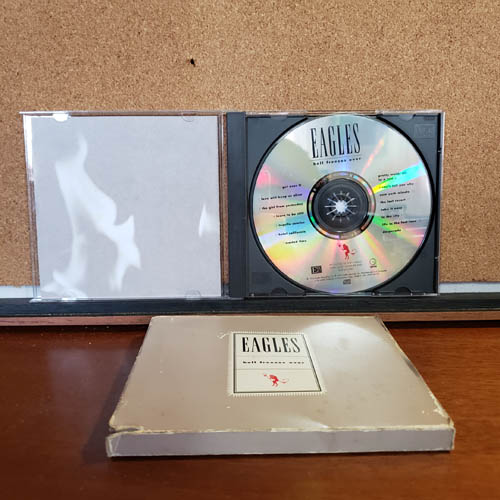 EAGLES
hell freezes over
get over it
love will keep us alive
the girl from yesterday
learn to be still
tequila sunrise
hotel california
wasted time
pretty maids all
in a row
i can't tell you why
new york minute
the last resort
take it easy
in the city
life in the fast lane
desperado
EAGLES
hell freezes over